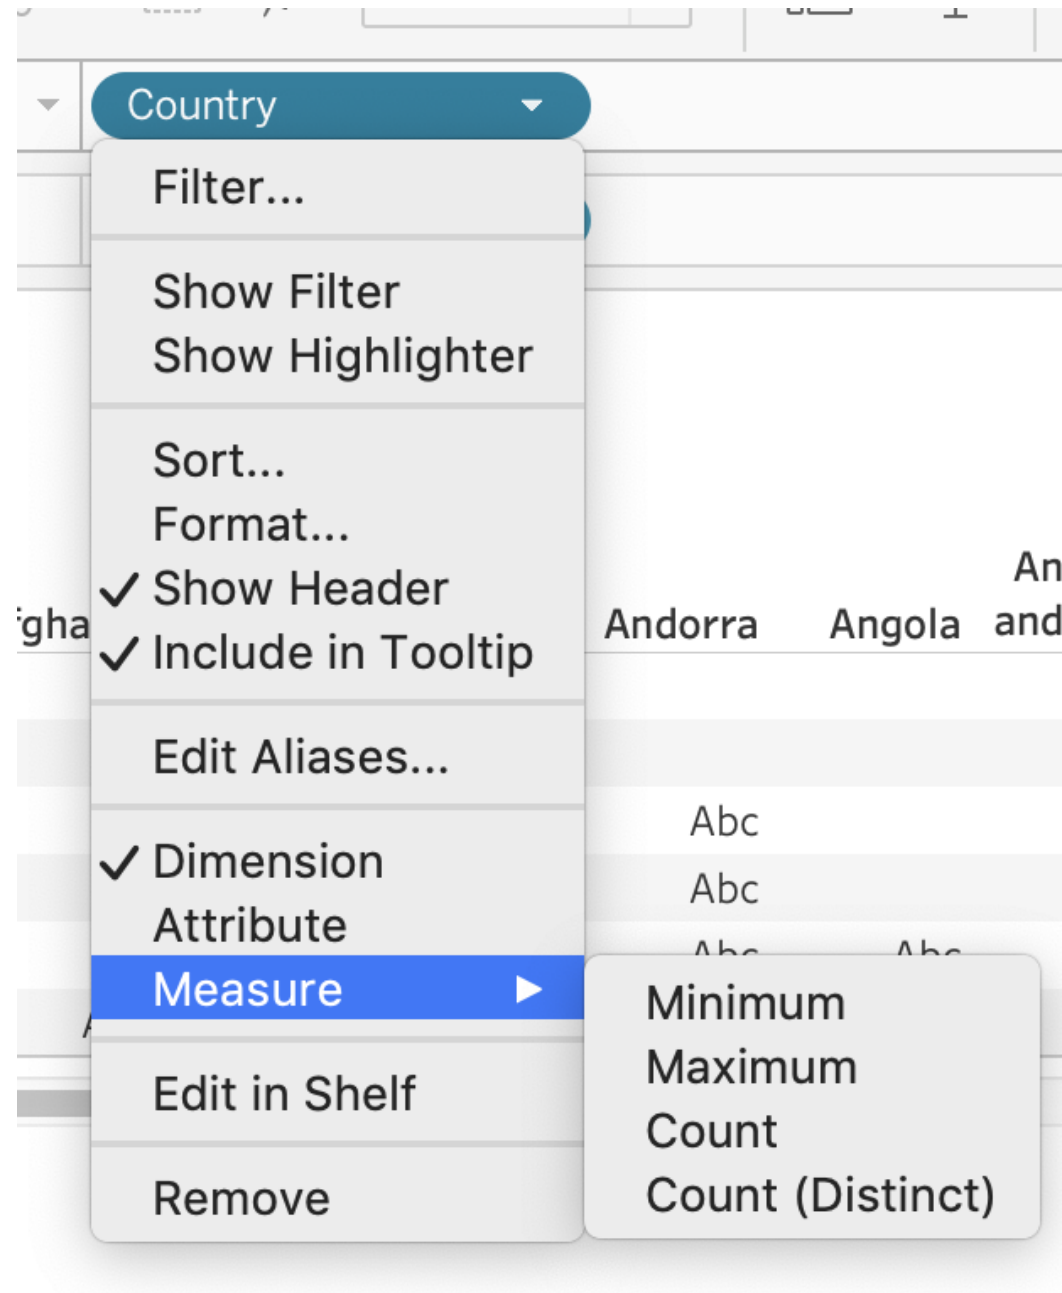 Country
Filter...
Show Filter
Show Highlighter
Sort...
Format...
Show Header
Include in Tooltip
Edit Aliases...
Dimension
Attribute
Measure
Edit in Shelf
Remove
Minimum
Maximum
Count
Count (Distinct)
Andorra Angola and
Abc
Abc